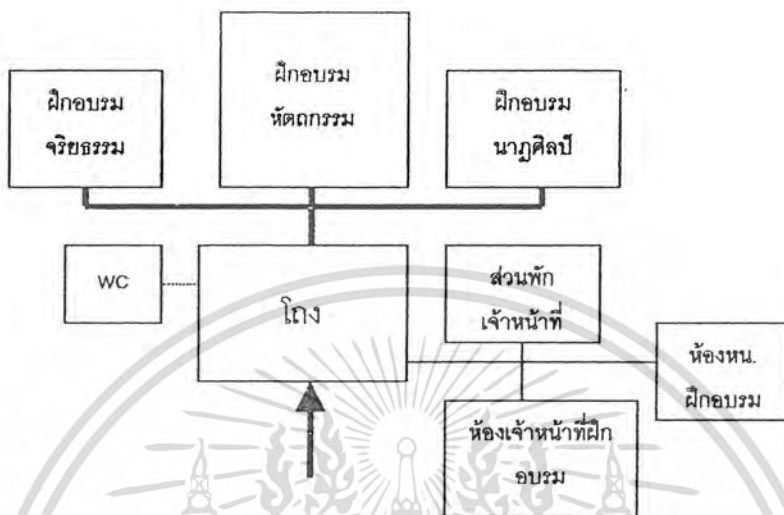 ฝึกอบรม
จริยธรรม
ฝึกอบรม
หัตถกรรม
ฝึกอบรม
นาฏศิลป์
WC
โถง
ส่วนพัก
เจ้าหน้าที่
ห้องหน.
ฝึกอบรม
ห้องเจ้าหน้าที่ฝึก
อบรม